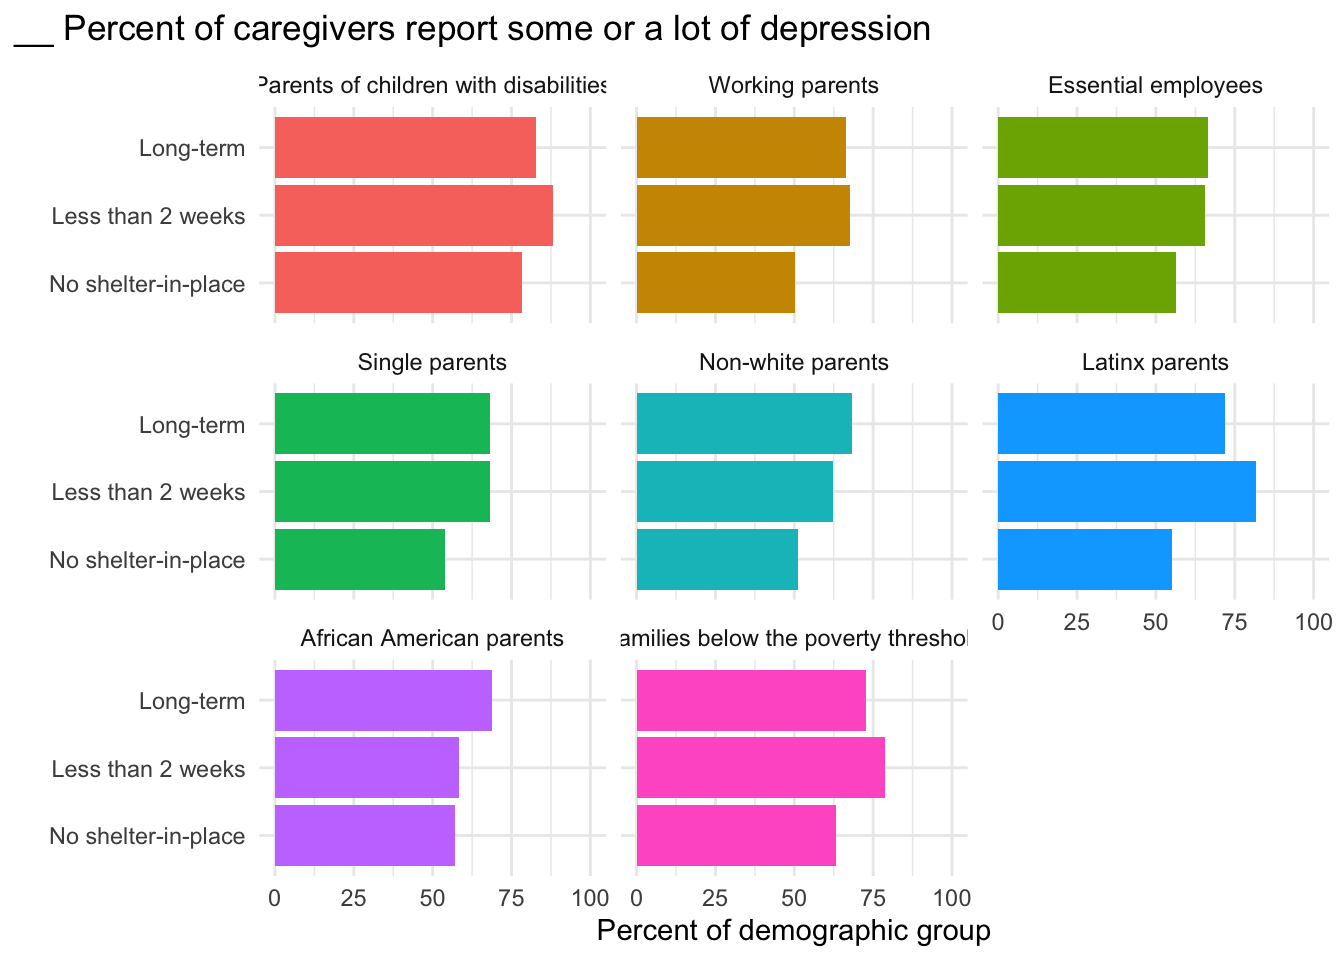 __ Percent of caregivers report some or a lot of depression
Parents of children with disabilities
Working parents
Essential employees
Long-term
Less than 2 weeks
No shelter-in-place
Single parents
Non-white parents
Latinx parents
Long-term
Less than 2 weeks
No shelter-in-place
0 25 50 75 100
African American parents
amilies below the poverty threshol
Long-term
Less than 2 weeks
No shelter-in-place
0 25 50 75 100
0 25 50 75 100
Percent of demographic group